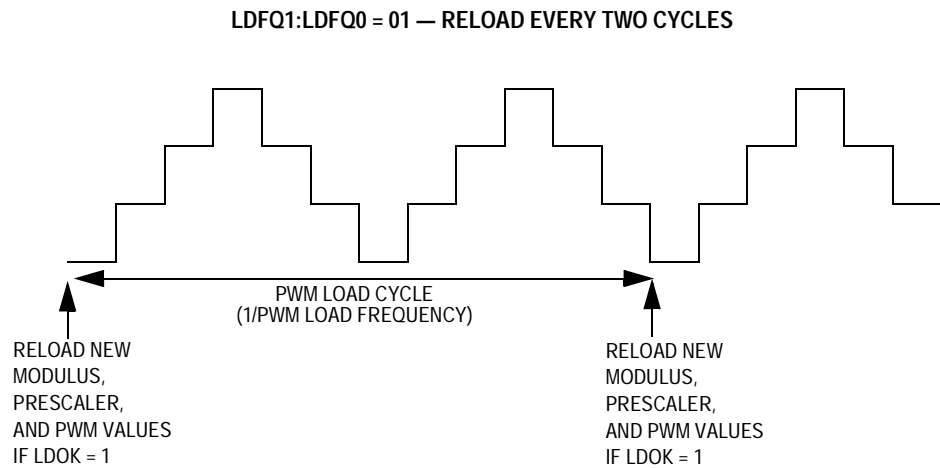 LDFQ1:LDFQ0 = 01 — RELOAD EVERY TWO CYCLES
PWM LOAD CYCLE
(1/PWM LOAD FREQUENCY)
RELOAD NEW
MODULUS,
PRESCALER,
AND PWM VALUES
IF LDOK = 1
RELOAD NEW
MODULUS,
PRESCALER,
AND PWM VALUES
IF LDOK = 1